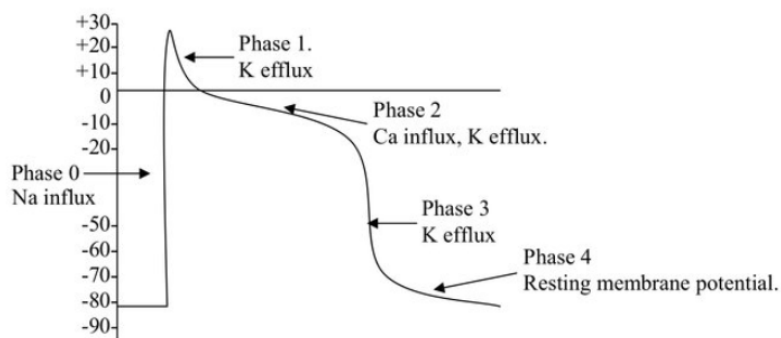 +30
+20
+10
0
-10
-20
-50
-60
-70
-80
-90
Phase 0
Na influx
Phase 1.
K efflux
Phase 2
Ca influx, K efflux.
Phase 3
K efflux
Phase 4
Resting membrane potential.